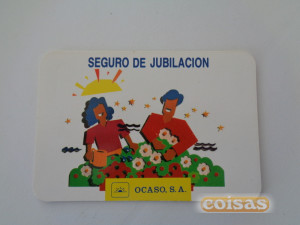 SEGURO DE JUBILACION
OCASO, S.A.
coisas